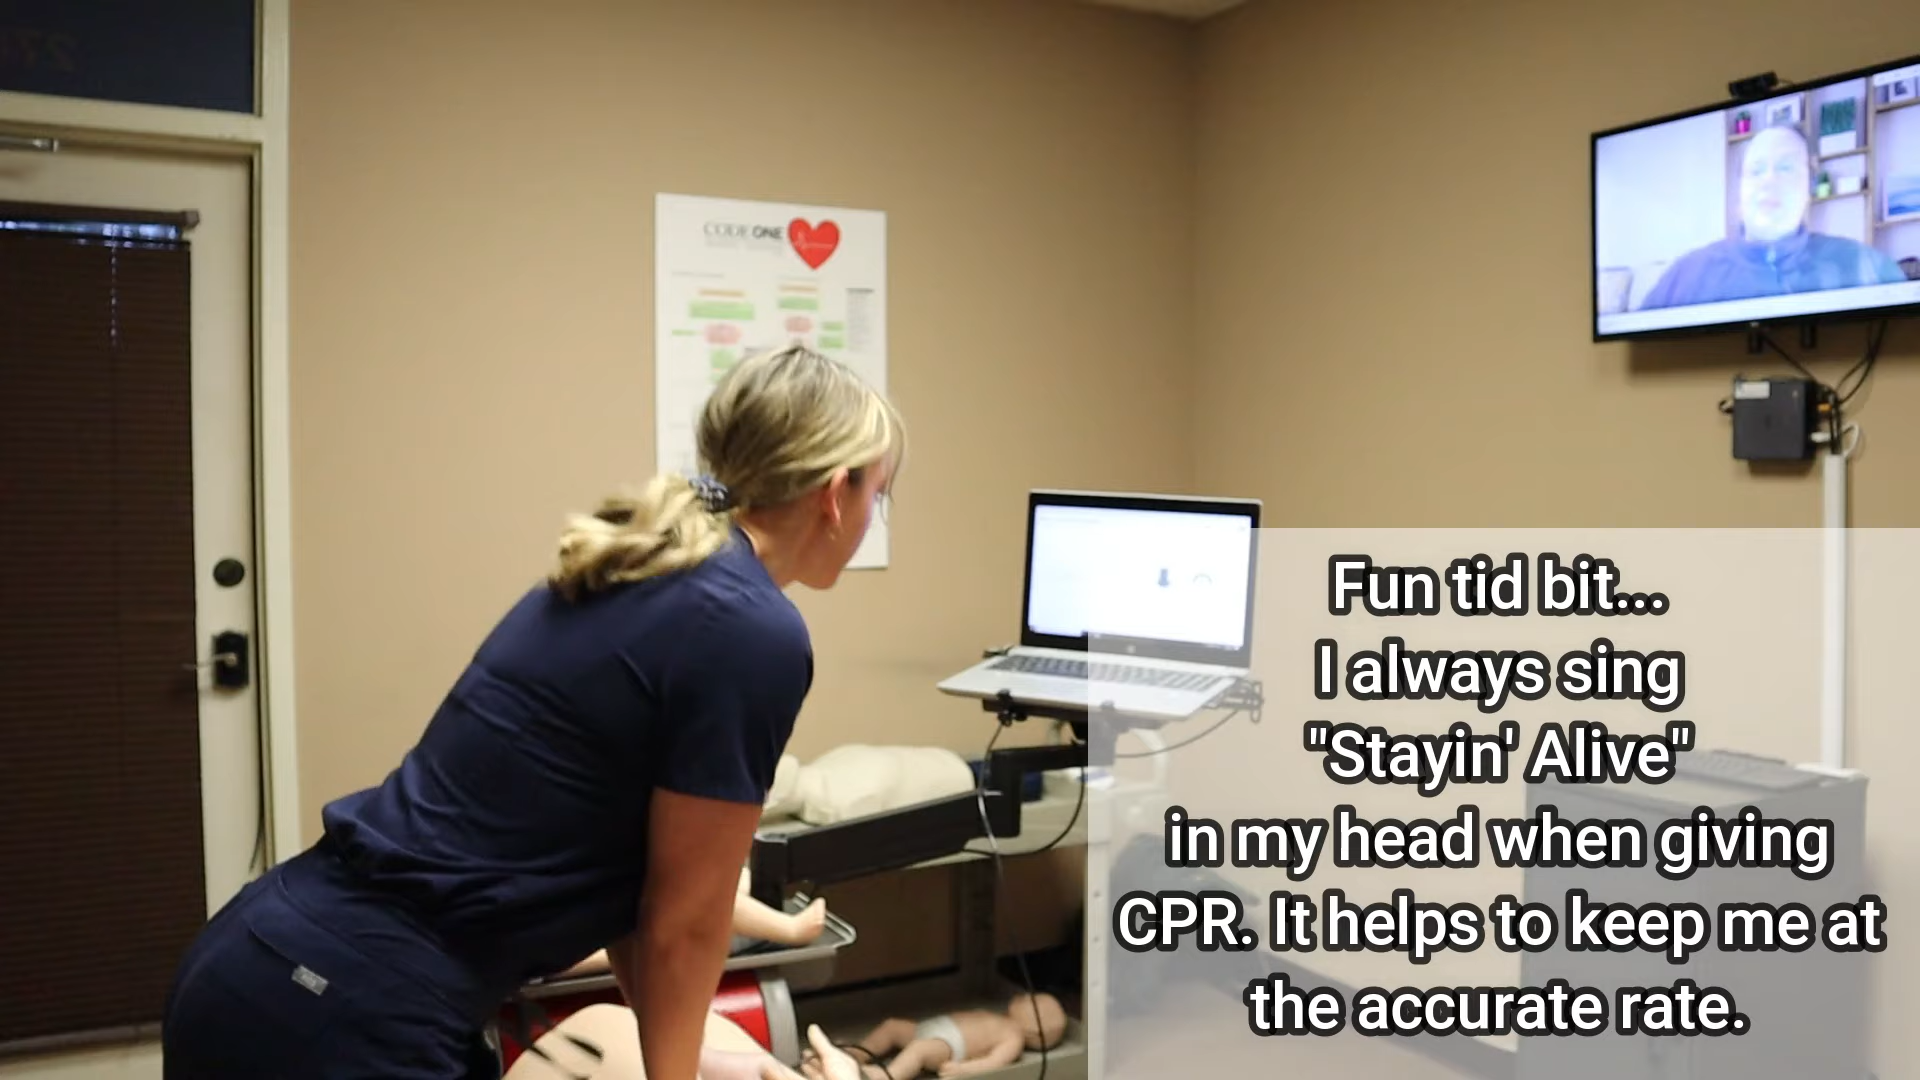 CODE ONE
Fun tid bit...
I always sing
"Stayin' Alive"
in my head when giving
CPR. It helps to keep me at
the accurate rate.